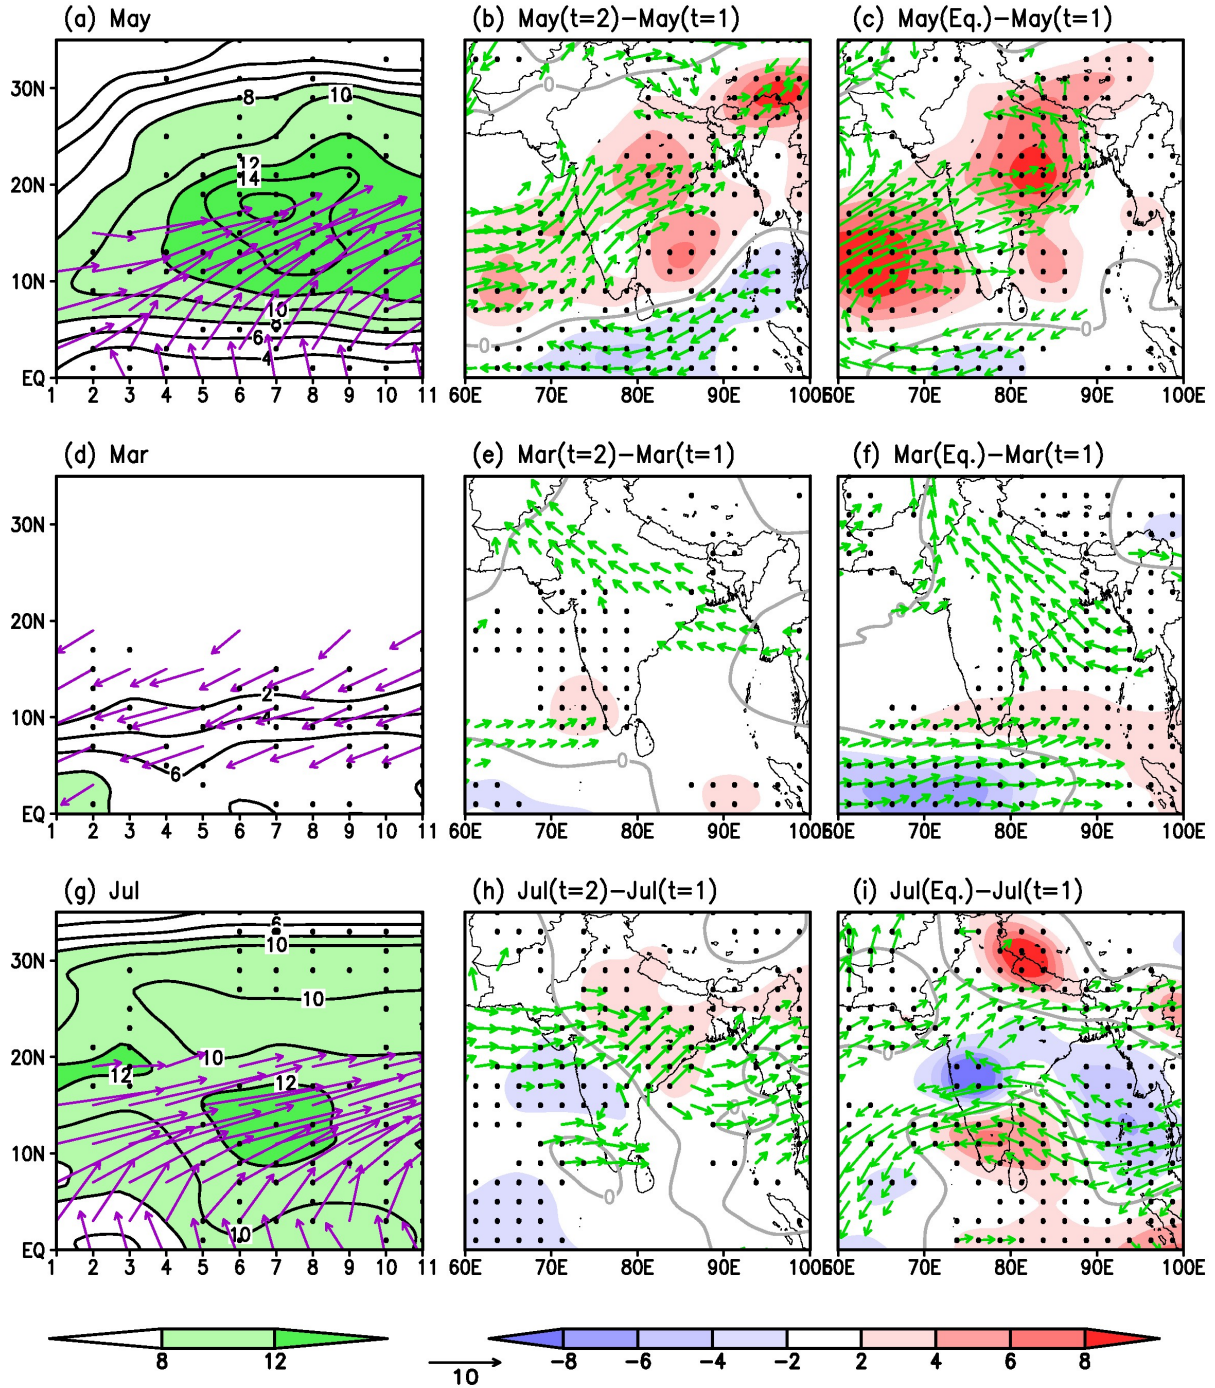 (a) May
(b) May(t=2)−May(t=1)
(c) May(Eq.)−May(t=1)
30N
20N
10N
EQ
8
10
12
14
10
8
6
4
0
0
0
1 2 3 4 5 6 7 8 9 10 11
60E 70E 80E 90E 100E
60E 70E 80E 90E 100E
(d) Mar
(e) Mar(t=2)−Mar(t=1)
(f) Mar(Eq.)−Mar(t=1)
30N
20N
10N
EQ
2
4
6
0
0
1 2 3 4 5 6 7 8 9 10 11
60E 70E 80E 90E 100E
60E 70E 80E 90E 100E
(g) Jul
(h) Jul(t=2)−Jul(t=1)
(i) Jul(Eq.)−Jul(t=1)
30N
20N
10N
EQ
6
10
10
10
12
12
10
0
0
0
1 2 3 4 5 6 7 8 9 10 11
60E 70E 80E 90E 100E
60E 70E 80E 90E 100E
8 12
10
−8 −6 −4 −2 2 4 6 8